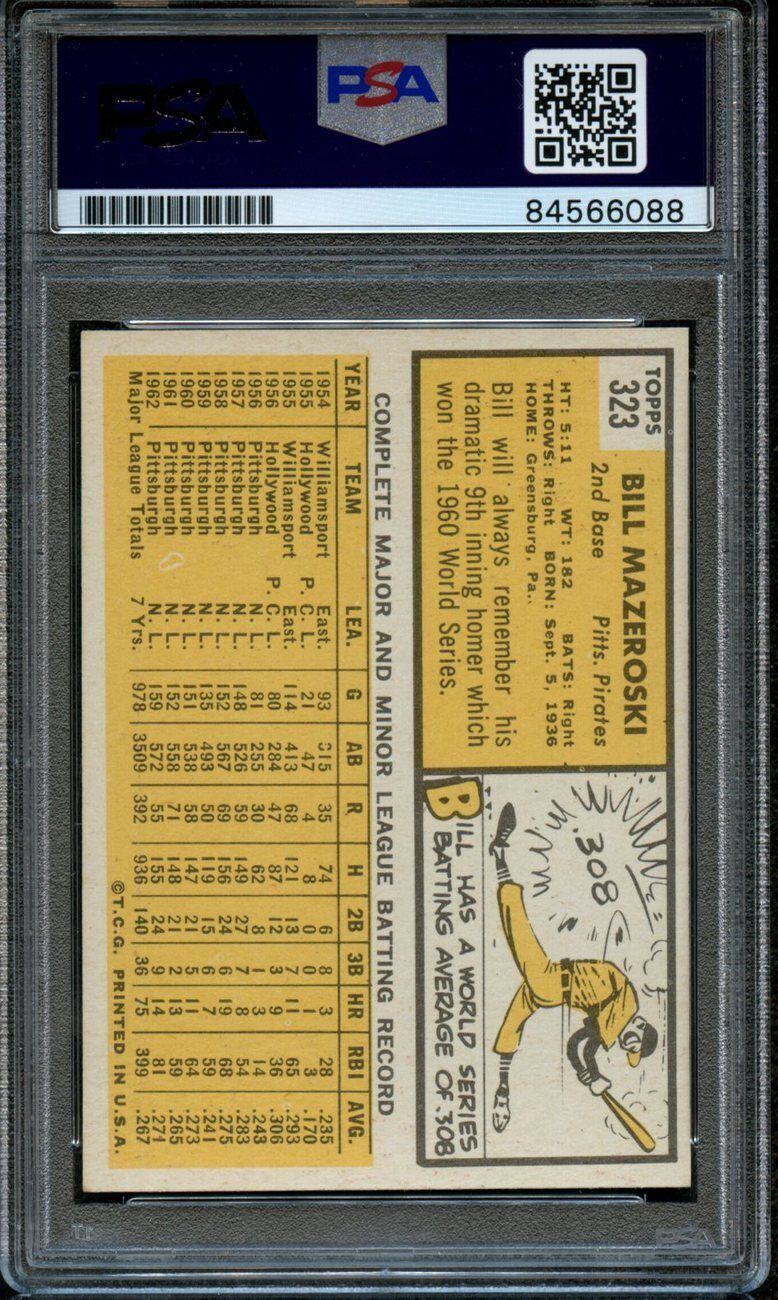 PSA
PSA
84566088
TOPPS
323
BILL MAZEROSKI
2nd Base Pitts. Pirates
HT: 5:11 WT: 182 BATS: Right
THROWS: Right BORN: Sept. 5, 1936
HOME: Greensburg, Pa.
Bill will always remember his
dramatic 9th inning homer which
won the 1960 World Series.
.308
BILL HAS A WORLD SERIES
BATTING AVERAGE OF .308
COMPLETE MAJOR AND MINOR LEAGUE BATTING RECORD
YEAR TEAM LEA. G AB R H 2B 3B HR RBI AVG.
1954 Williamsport East. 93 315 35 74 6 8 3 28 .235
1955 Hollywood P. C. L. 21 47 4 8 0 0 1 3 .170
1955 Williamsport East. 114 413 68 121 13 7 11 65 .293
1956 Hollywood P. C. L. 80 284 47 87 12 3 9 36 .306
1956 Pittsburgh N. L. 81 255 30 62 8 1 3 14 .243
1957 Pittsburgh N. L. 148 526 59 149 27 7 8 54 .283
1958 Pittsburgh N. L. 152 567 69 156 24 6 19 68 .275
1959 Pittsburgh N. L. 135 493 50 119 15 6 7 59 .241
1960 Pittsburgh N. L. 151 538 58 147 21 5 11 64 .273
1961 Pittsburgh N. L. 152 558 71 148 21 2 13 59 .265
1962 Pittsburgh N. L. 159 572 55 155 24 9 14 81 .271
Major League Totals 7 Yrs. 978 3509 392 936 140 36 75 399 .267
©T.C.G. PRINTED IN U.S.A.
PSA